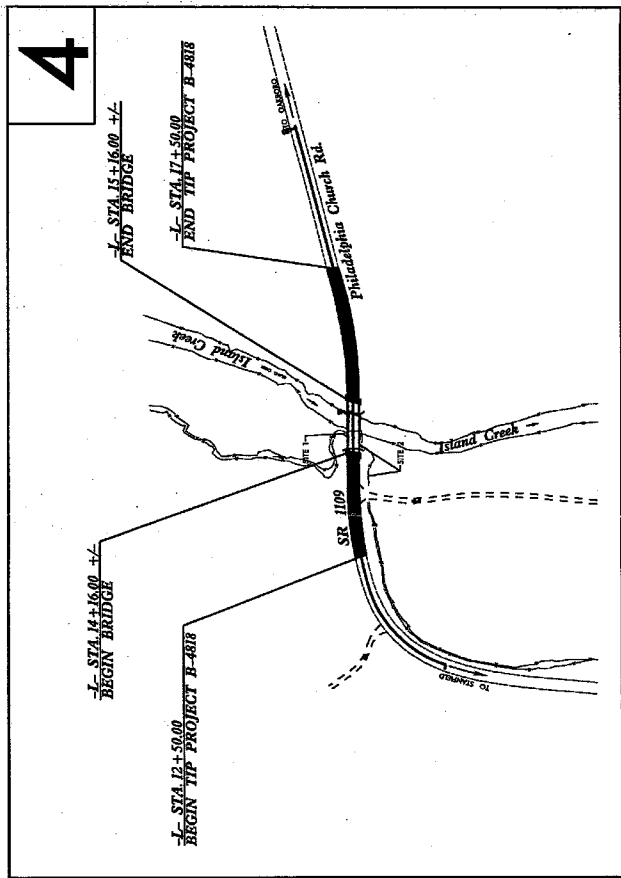 4
-L- STA. 15+16.00 +/-
END BRIDGE
-L- STA. 17+50.00
END TIP PROJECT B-4818
TO OAKBORO
Philadelphia Church Rd.
Island Creek
SITE 1
SITE 2
Island Creek
SR 1109
-L- STA. 14+16.00 +/-
BEGIN BRIDGE
-L- STA. 12+50.00
BEGIN TIP PROJECT B-4818
TO STANFIELD